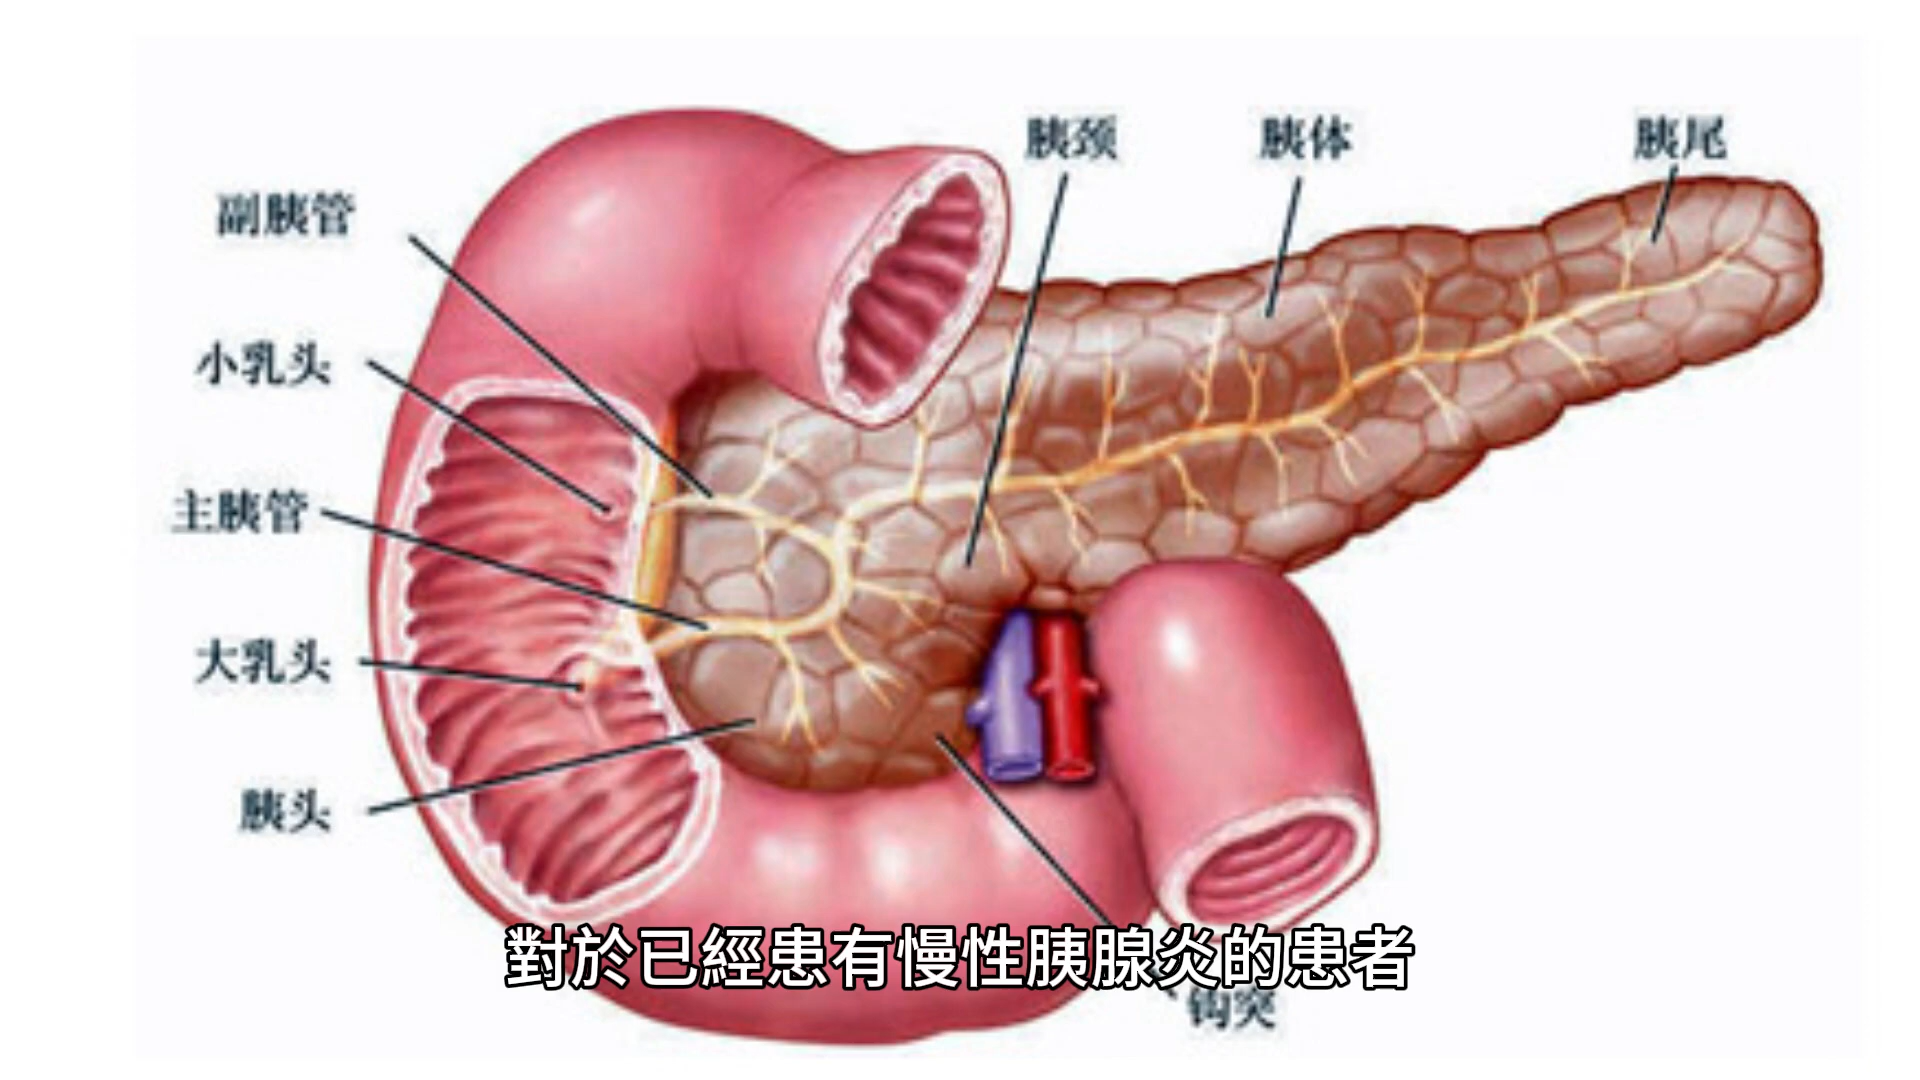 胰颈
胰体
胰尾
副胰管
小乳头
主胰管
大乳头
胰头
對於已經患有慢性胰腺炎的患者
钩突